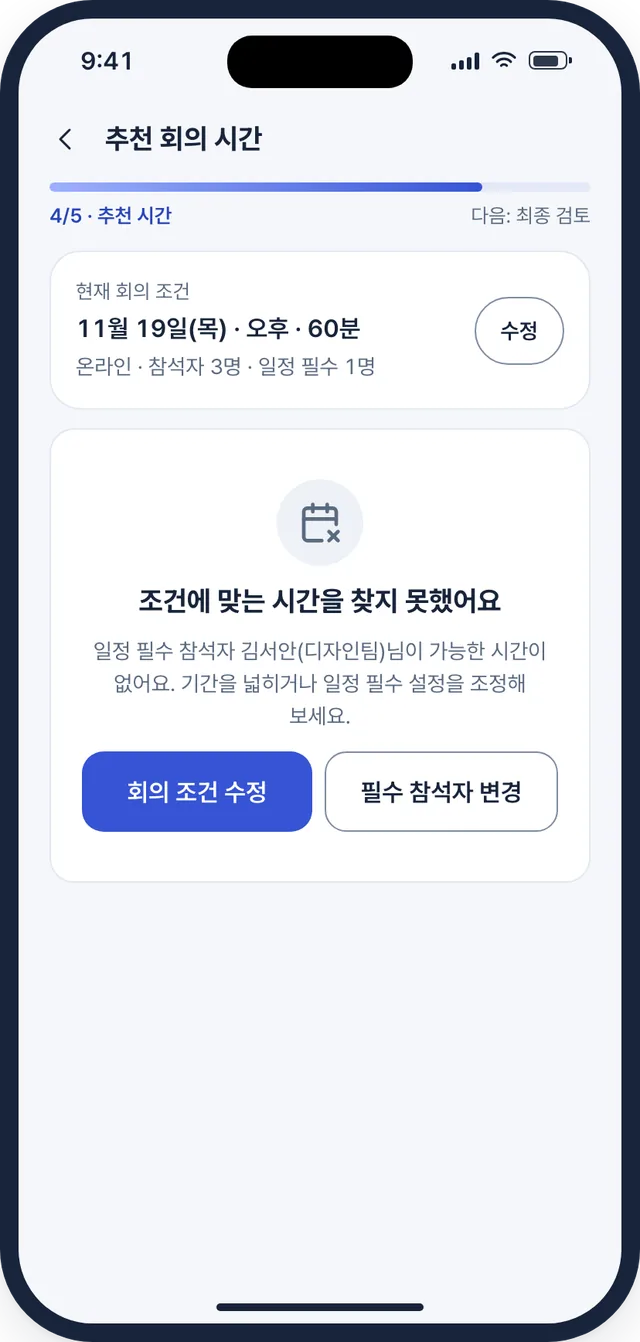 9:41
추천 회의 시간
4/5 · 추천 시간
다음: 최종 검토
현재 회의 조건
11월 19일(목) · 오후 · 60분
온라인 · 참석자 3명 · 일정 필수 1명
수정
조건에 맞는 시간을 찾지 못했어요
일정 필수 참석자 김서안(디자인팀)님이 가능한 시간이
없어요. 기간을 넓히거나 일정 필수 설정을 조정해
보세요.
회의 조건 수정
필수 참석자 변경